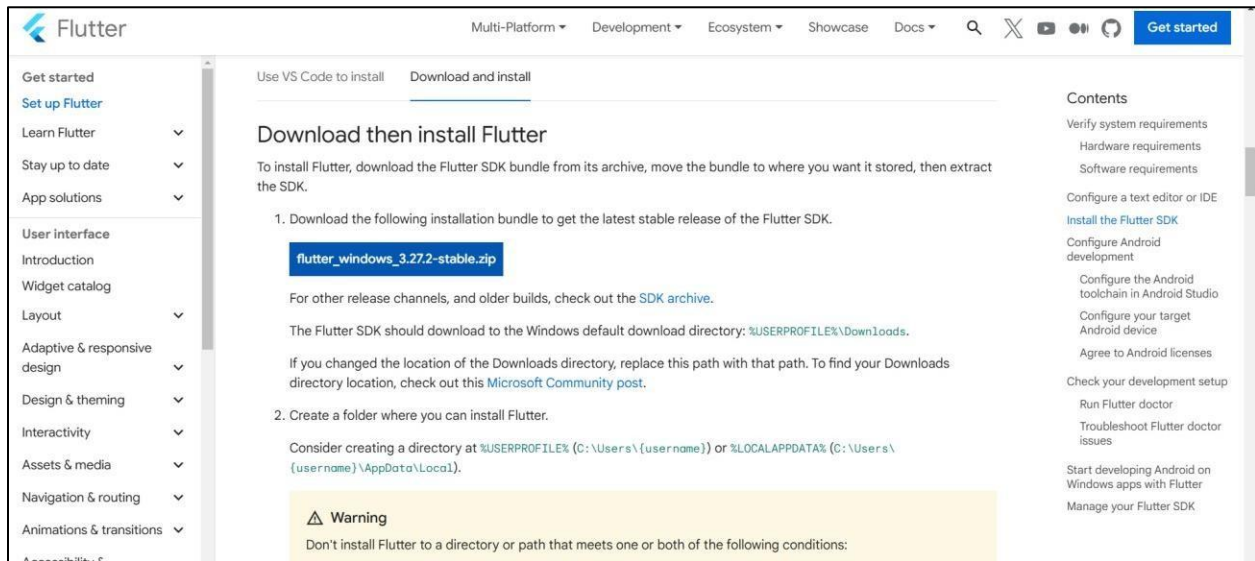 Flutter
Multi-Platform
Development
Ecosystem
Showcase
Docs
Get started
Get started
Set up Flutter
Learn Flutter
Stay up to date
App solutions
User interface
Introduction
Widget catalog
Layout
Adaptive & responsive
design
Design & theming
Interactivity
Assets & media
Navigation & routing
Animations & transitions
Use VS Code to install
Download and install
Download then install Flutter
To install Flutter, download the Flutter SDK bundle from its archive, move the bundle to where you want it stored, then extract
the SDK.
1. Download the following installation bundle to get the latest stable release of the Flutter SDK.
flutter_windows_3.27.2-stable.zip
For other release channels, and older builds, check out the SDK archive.
The Flutter SDK should download to the Windows default download directory: %USERPROFILE%\Downloads.
If you changed the location of the Downloads directory, replace this path with that path. To find your Downloads
directory location, check out this Microsoft Community post.
2. Create a folder where you can install Flutter.
Consider creating a directory at %USERPROFILE% (C:\Users\{username}) or %LOCALAPPDATA% (C:\Users\
{username}\AppData\Local).
Warning
Don't install Flutter to a directory or path that meets one or both of the following conditions:
Contents
Verify system requirements
Hardware requirements
Software requirements
Configure a text editor or IDE
Install the Flutter SDK
Configure Android
development
Configure the Android
toolchain in Android Studio
Configure your target
Android device
Agree to Android licenses
Check your development setup
Run Flutter doctor
Troubleshoot Flutter doctor
issues
Start developing Android on
Windows apps with Flutter
Manage your Flutter SDK